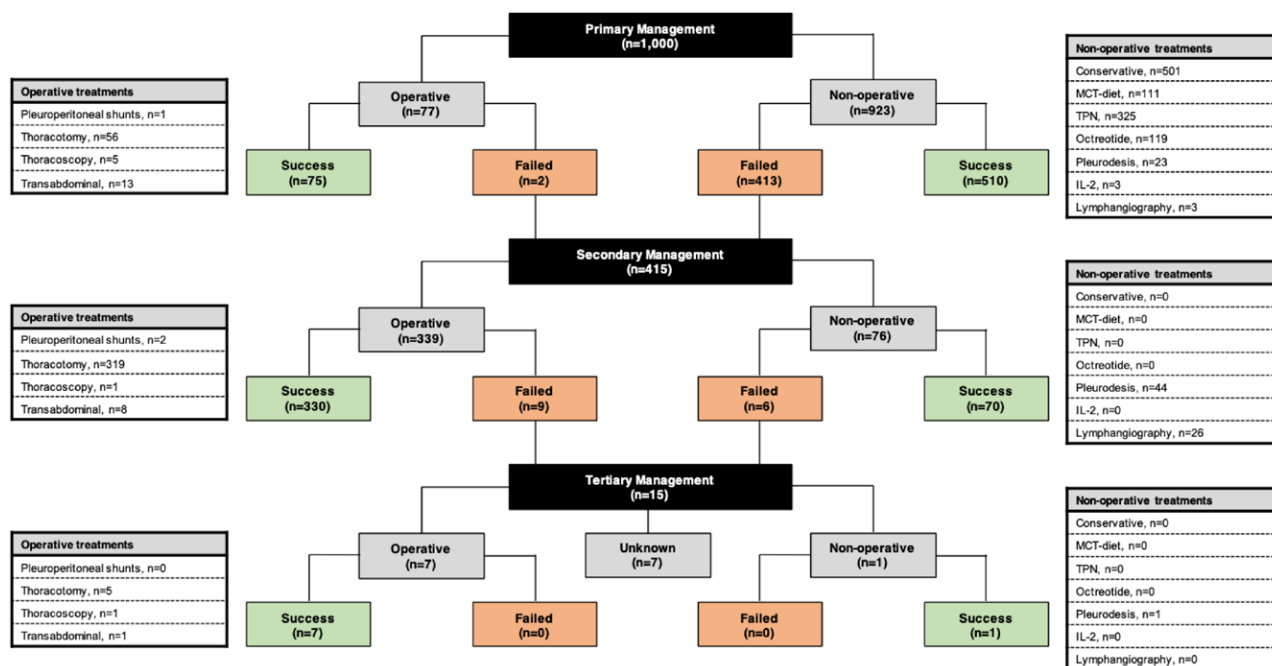 Primary Management
(n=1,000)
Operative
(n=77)
Non-operative
(n=923)
Success
(n=75)
Failed
(n=2)
Failed
(n=413)
Success
(n=510)
Operative treatments
Pleuroperitoneal shunts, n=1
Thoracotomy, n=56
Thoracoscopy, n=5
Transabdominal, n=13
Non-operative treatments
Conservative, n=501
MCT-diet, n=111
TPN, n=325
Octreotide, n=119
Pleurodesis, n=23
IL-2, n=3
Lymphangiography, n=3
Secondary Management
(n=415)
Operative
(n=339)
Non-operative
(n=76)
Success
(n=330)
Failed
(n=9)
Failed
(n=6)
Success
(n=70)
Operative treatments
Pleuroperitoneal shunts, n=2
Thoracotomy, n=319
Thoracoscopy, n=1
Transabdominal, n=8
Non-operative treatments
Conservative, n=0
MCT-diet, n=0
TPN, n=0
Octreotide, n=0
Pleurodesis, n=44
IL-2, n=0
Lymphangiography, n=26
Tertiary Management
(n=15)
Operative
(n=7)
Unknown
(n=7)
Non-operative
(n=1)
Success
(n=7)
Failed
(n=0)
Failed
(n=0)
Success
(n=1)
Operative treatments
Pleuroperitoneal shunts, n=0
Thoracotomy, n=5
Thoracoscopy, n=1
Transabdominal, n=1
Non-operative treatments
Conservative, n=0
MCT-diet, n=0
TPN, n=0
Octreotide, n=0
Pleurodesis, n=1
IL-2, n=0
Lymphangiography, n=0